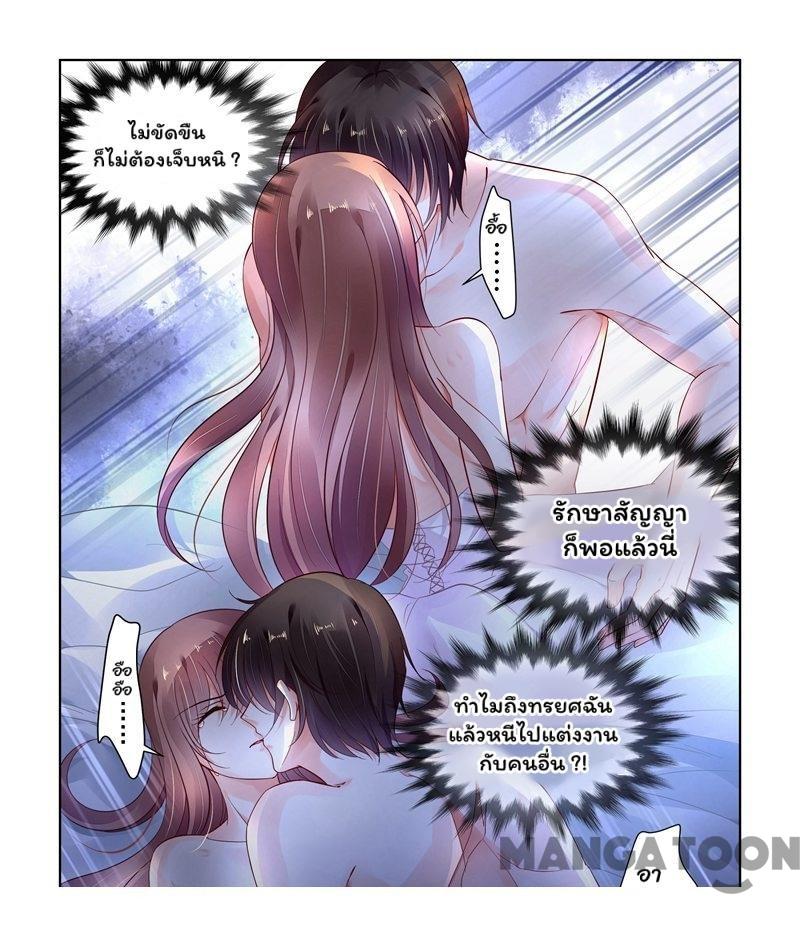 ไม่ขัดขืน
ก็ไม่ต้องเจ็บหนิ ?
อื้อ
......
รักษาสัญญา
ก็พอแล้วนี่
อือ
อือ
......
ทำไมถึงทรยศฉัน
แล้วหนีไปแต่งงาน
กับคนอื่น ?!
MANGATOON
อา